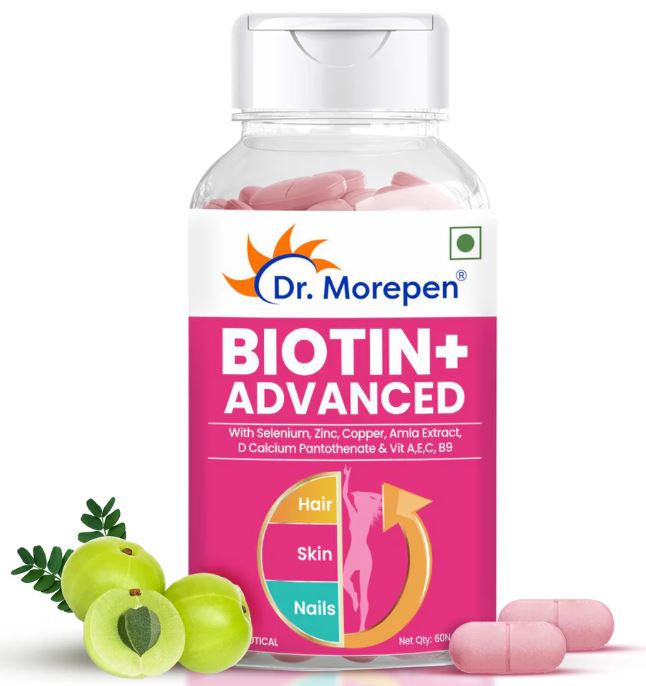 Dr. Morepen®
BIOTIN+
ADVANCED
With Selenium, Zinc, Copper, Amla Extract,
D Calcium Pantothenate & Vit A,E,C, B9
Hair
Skin
Nails
Net Qty: 60N